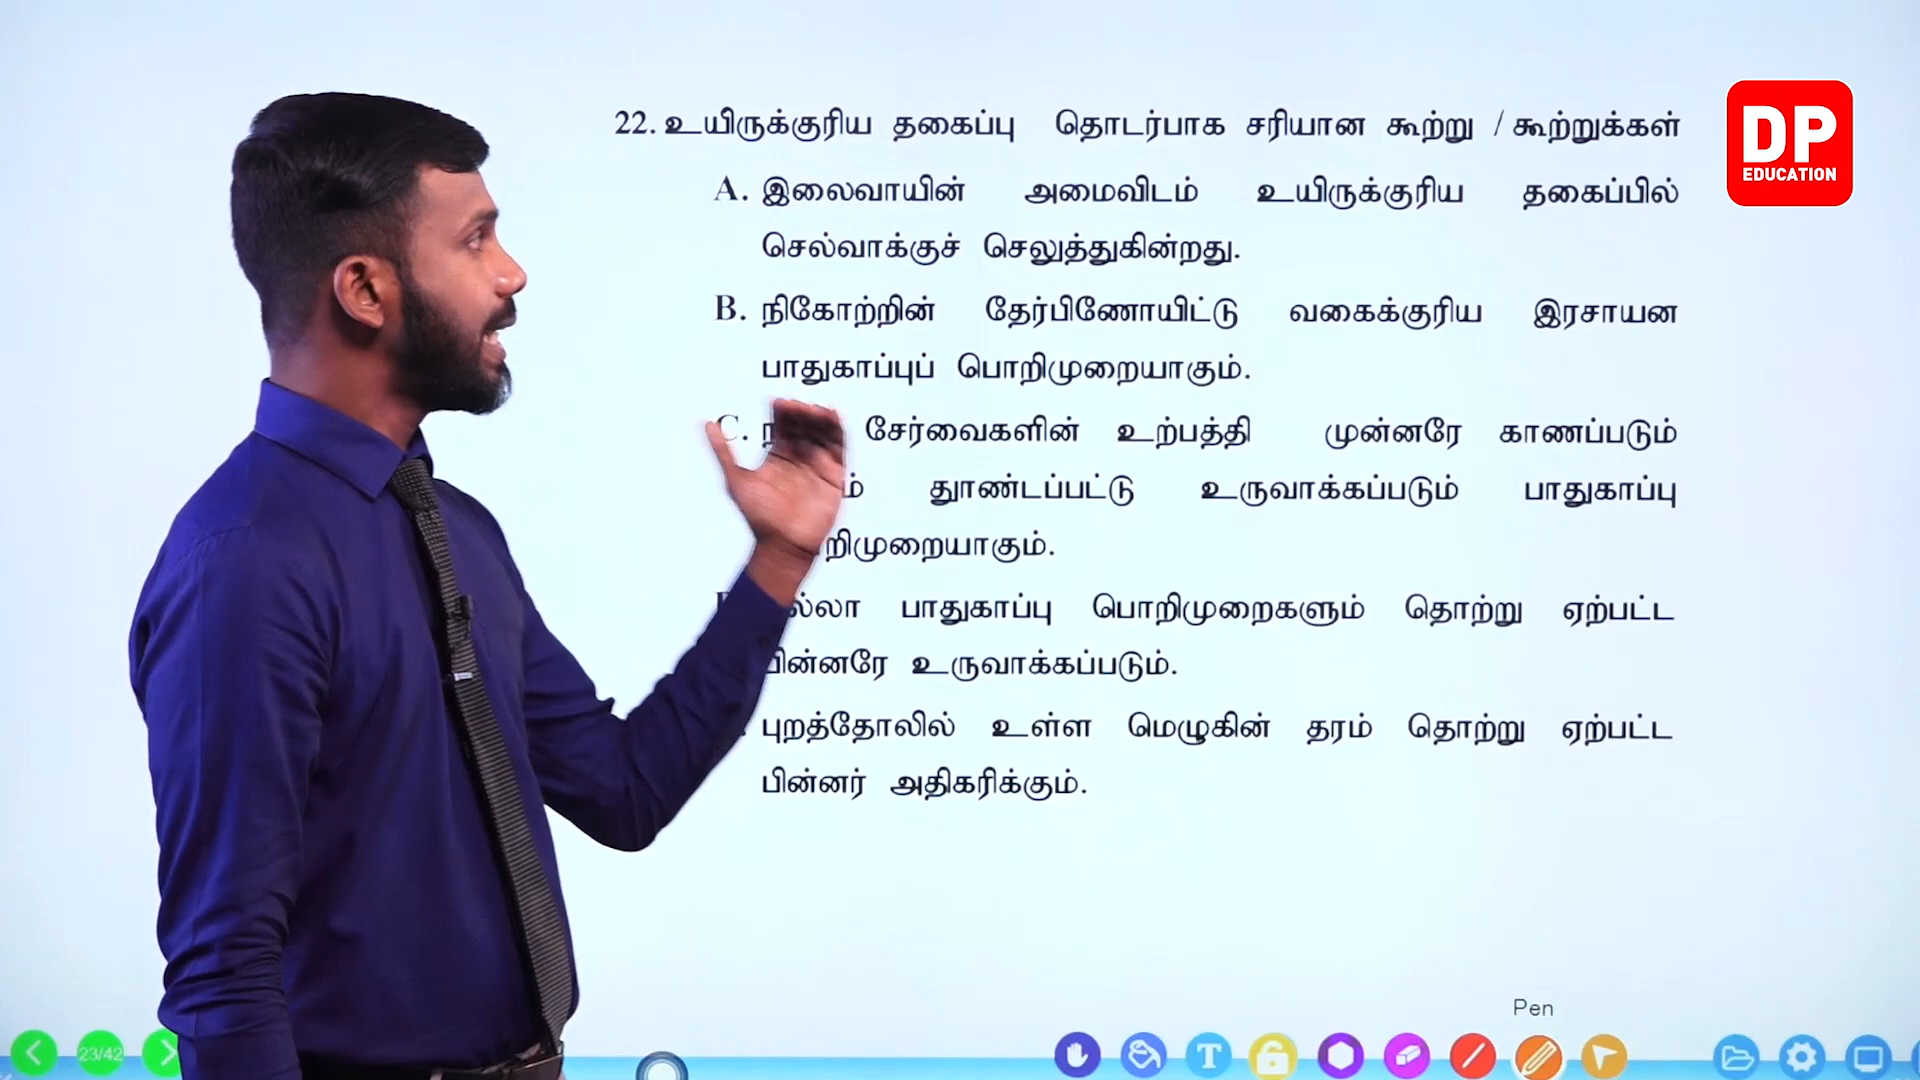 22. உயிருக்குரிய தகைப்பு தொடர்பாக சரியான கூற்று / கூற்றுக்கள்
DP
EDUCATION
A. இலைவாயின் அமைவிடம் உயிருக்குரிய தகைப்பில்
செல்வாக்குச் செலுத்துகின்றது.
B. நிகோற்றின் தேர்பிணோயிட்டு வகைக்குரிய இரசாயன
பாதுகாப்புப் பொறிமுறையாகும்.
C. சேர்வைகளின் உற்பத்தி முன்னரே காணப்படும்
தூண்டப்பட்டு உருவாக்கப்படும் பாதுகாப்பு
பாதுகாப்பு பொறிமுறைகளும் தொற்று ஏற்பட்ட
பின்னரே உருவாக்கப்படும்.
புறத்தோலில் உள்ள மெழுகின் தரம் தொற்று ஏற்பட்ட
பின்னர் அதிகரிக்கும்.
Pen
23/42
T